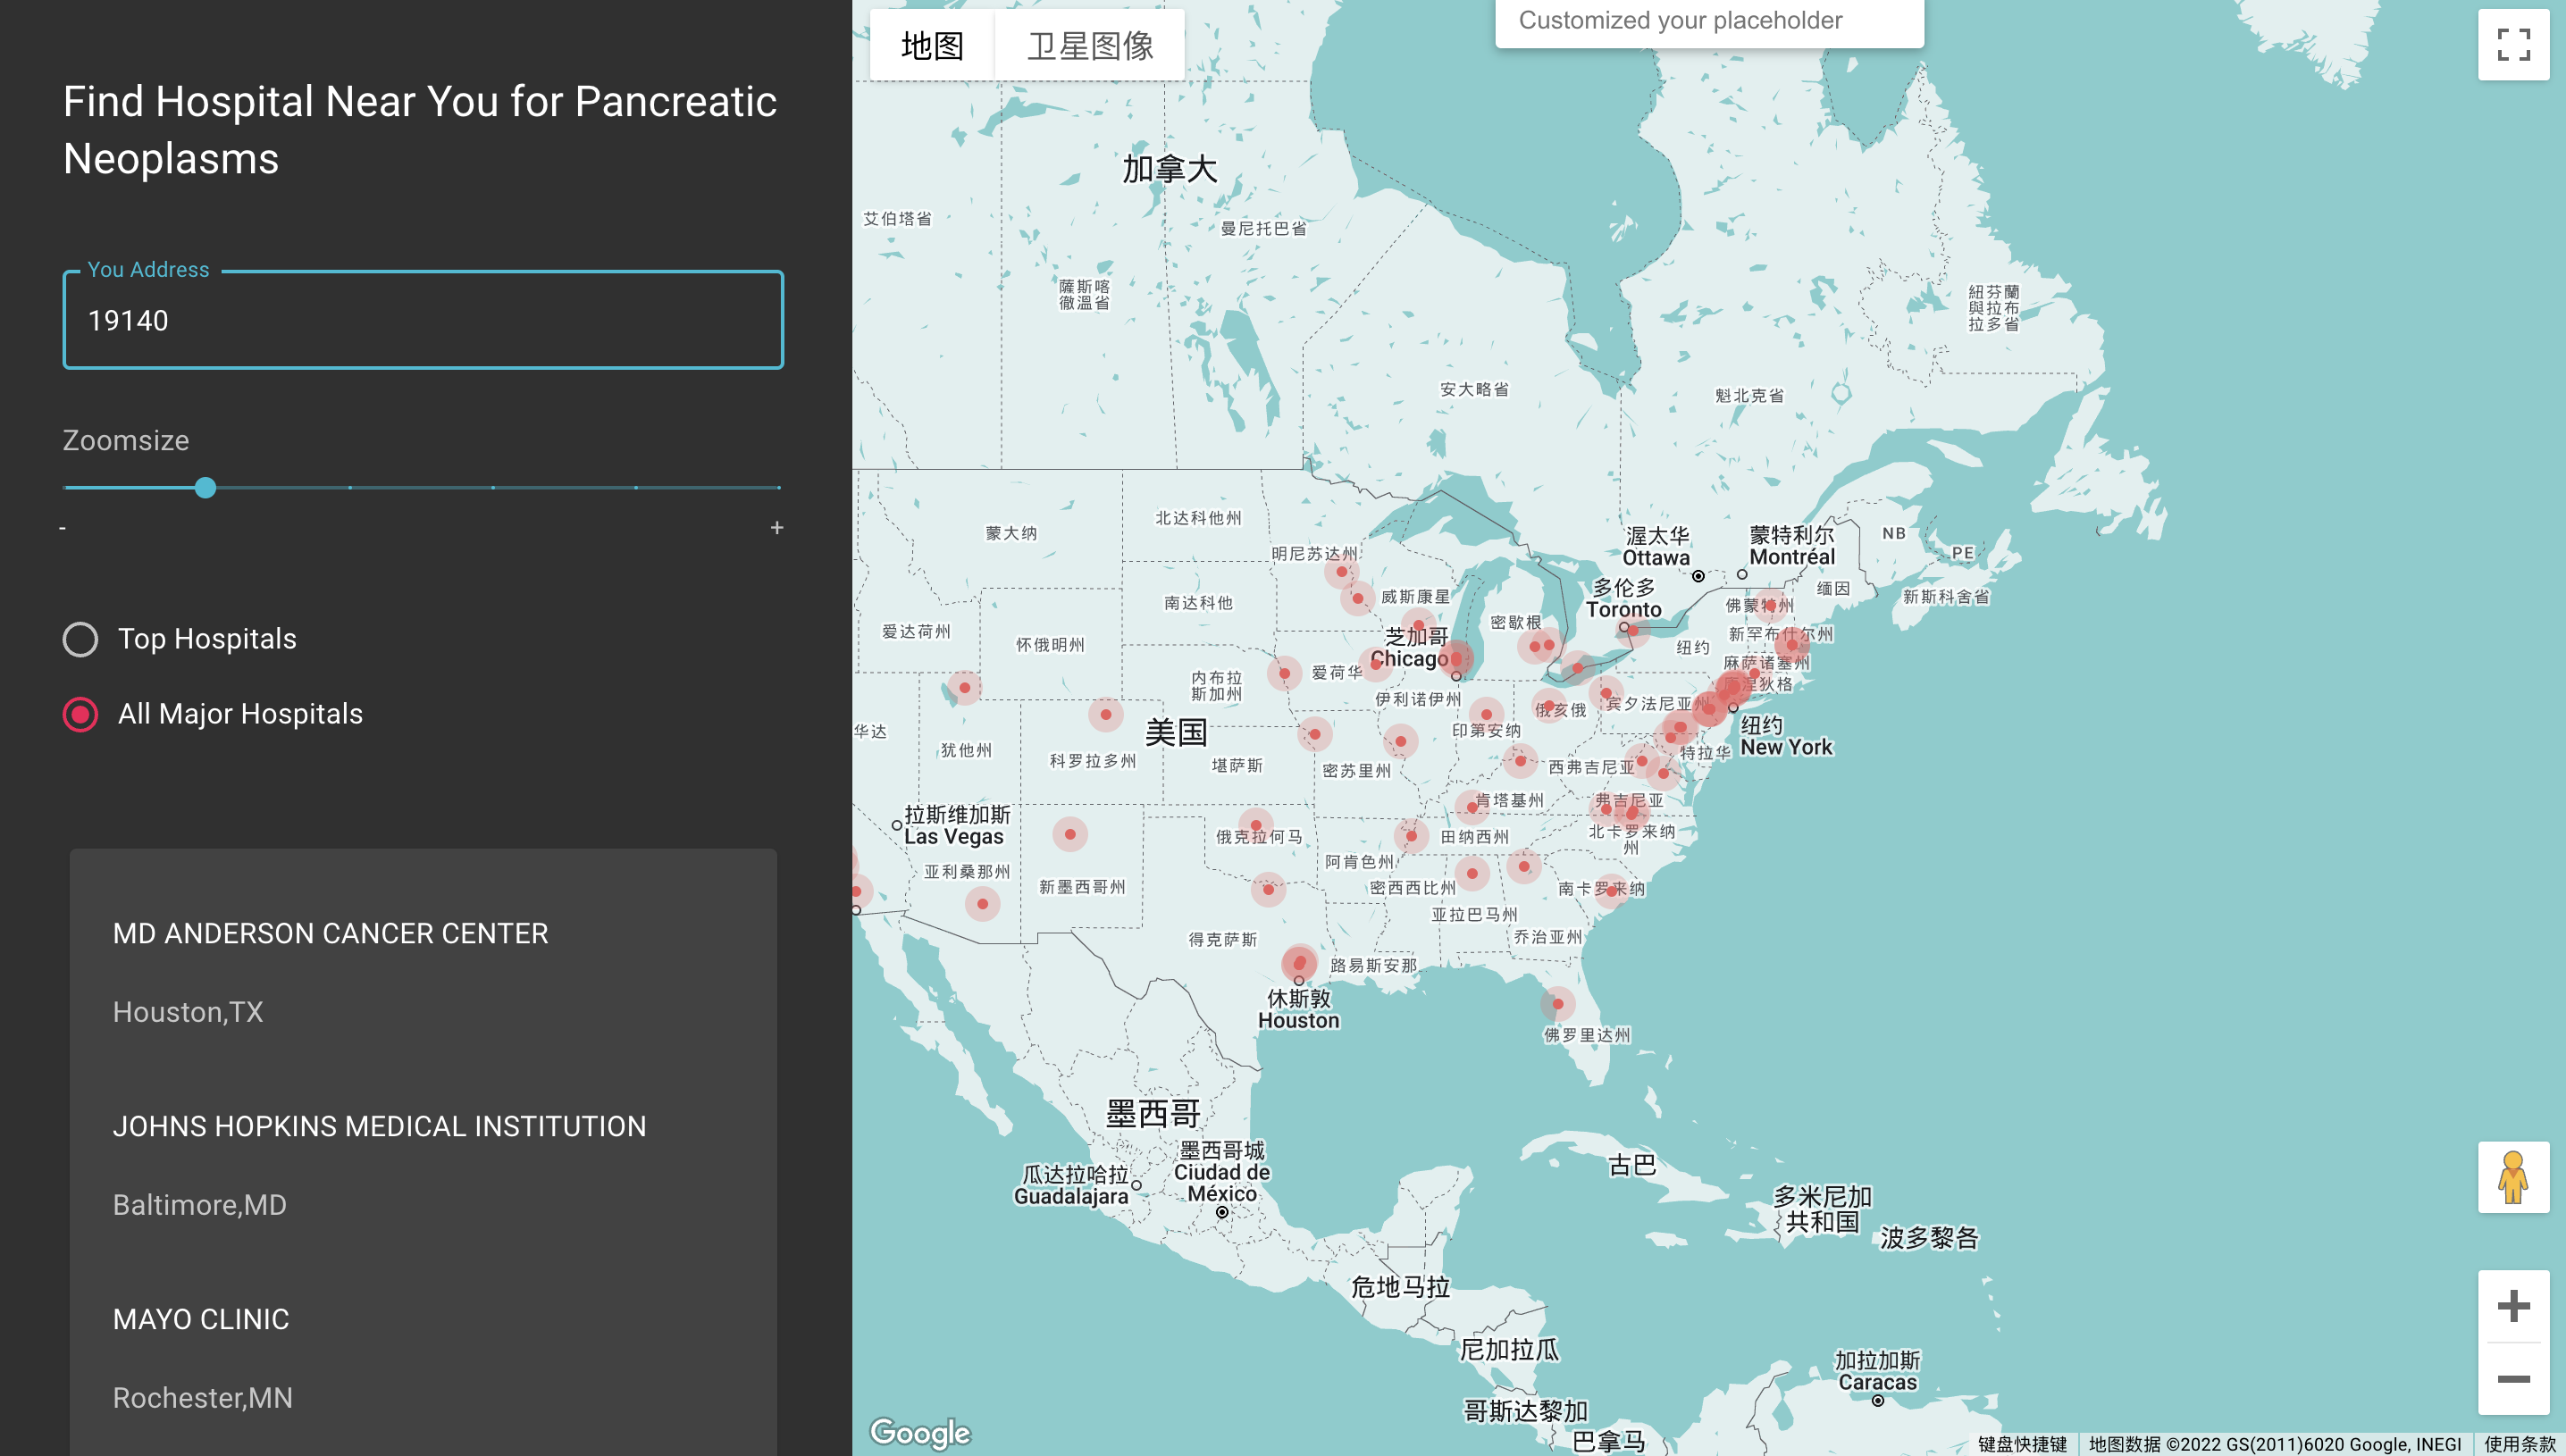 Find Hospital Near You for Pancreatic
Neoplasms
You Address
19140
Zoomsize
-
+
Top Hospitals
All Major Hospitals
MD ANDERSON CANCER CENTER
Houston,TX
JOHNS HOPKINS MEDICAL INSTITUTION
Baltimore,MD
MAYO CLINIC
Rochester,MN
地图
卫星图像
Customized your placeholder
加拿大
艾伯塔省
曼尼托巴省
薩斯喀
徹溫省
紐芬蘭
與拉布
拉多省
安大略省
魁北克省
蒙大纳
北达科他州
明尼苏达州
渥太华
Ottawa
蒙特利尔
Montréal
NB
PE
缅因
新斯科舍省
南达科他
威斯康星
多伦多
Toronto
佛蒙特州
爱达荷州
怀俄明州
密歇根
新罕布什尔州
芝加哥
Chicago
纽约
麻萨诸塞州
内布拉
斯加州
爱荷华
伊利诺伊州
俄亥俄
宾夕法尼亚州
华达
美国
印第安纳
纽约
New York
犹他州
科罗拉多州
堪萨斯
密苏里州
西弗吉尼亚
特拉华
拉斯维加斯
Las Vegas
肯塔基州
弗吉尼亚
俄克拉何马
田纳西州
北卡罗来纳
州
亚利桑那州
新墨西哥州
阿肯色州
密西西比州
南卡罗来纳
亚拉巴马州
得克萨斯
乔治亚州
路易斯安那
休斯敦
Houston
佛罗里达州
墨西哥
墨西哥城
Ciudad de
México
瓜达拉哈拉
Guadalajara
古巴
多米尼加
共和国
波多黎各
危地马拉
尼加拉瓜
加拉加斯
Caracas
哥斯达黎加
巴拿马
Google
键盘快捷键
地图数据 ©2022 GS(2011)6020 Google, INEGI
使用条款